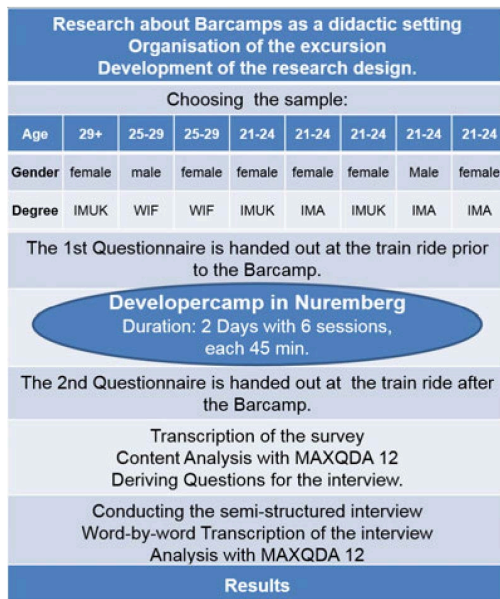 Research about Barcamps as a didactic setting
Organisation of the excursion
Development of the research design.
Choosing the sample:
Age 29+ 25-29 25-29 21-24 21-24 21-24 21-24 21-24
Gender female male female female female female Male female
Degree IMUK WIF WIF IMUK IMA IMUK IMA IMA
The 1st Questionnaire is handed out at the train ride prior
to the Barcamp.
Developercamp in Nuremberg
Duration: 2 Days with 6 sessions,
each 45 min.
The 2nd Questionnaire is handed out at the train ride after
the Barcamp.
Transcription of the survey
Content Analysis with MAXQDA 12
Deriving Questions for the interview.
Conducting the semi-structured interview
Word-by-word Transcription of the interview
Analysis with MAXQDA 12
Results